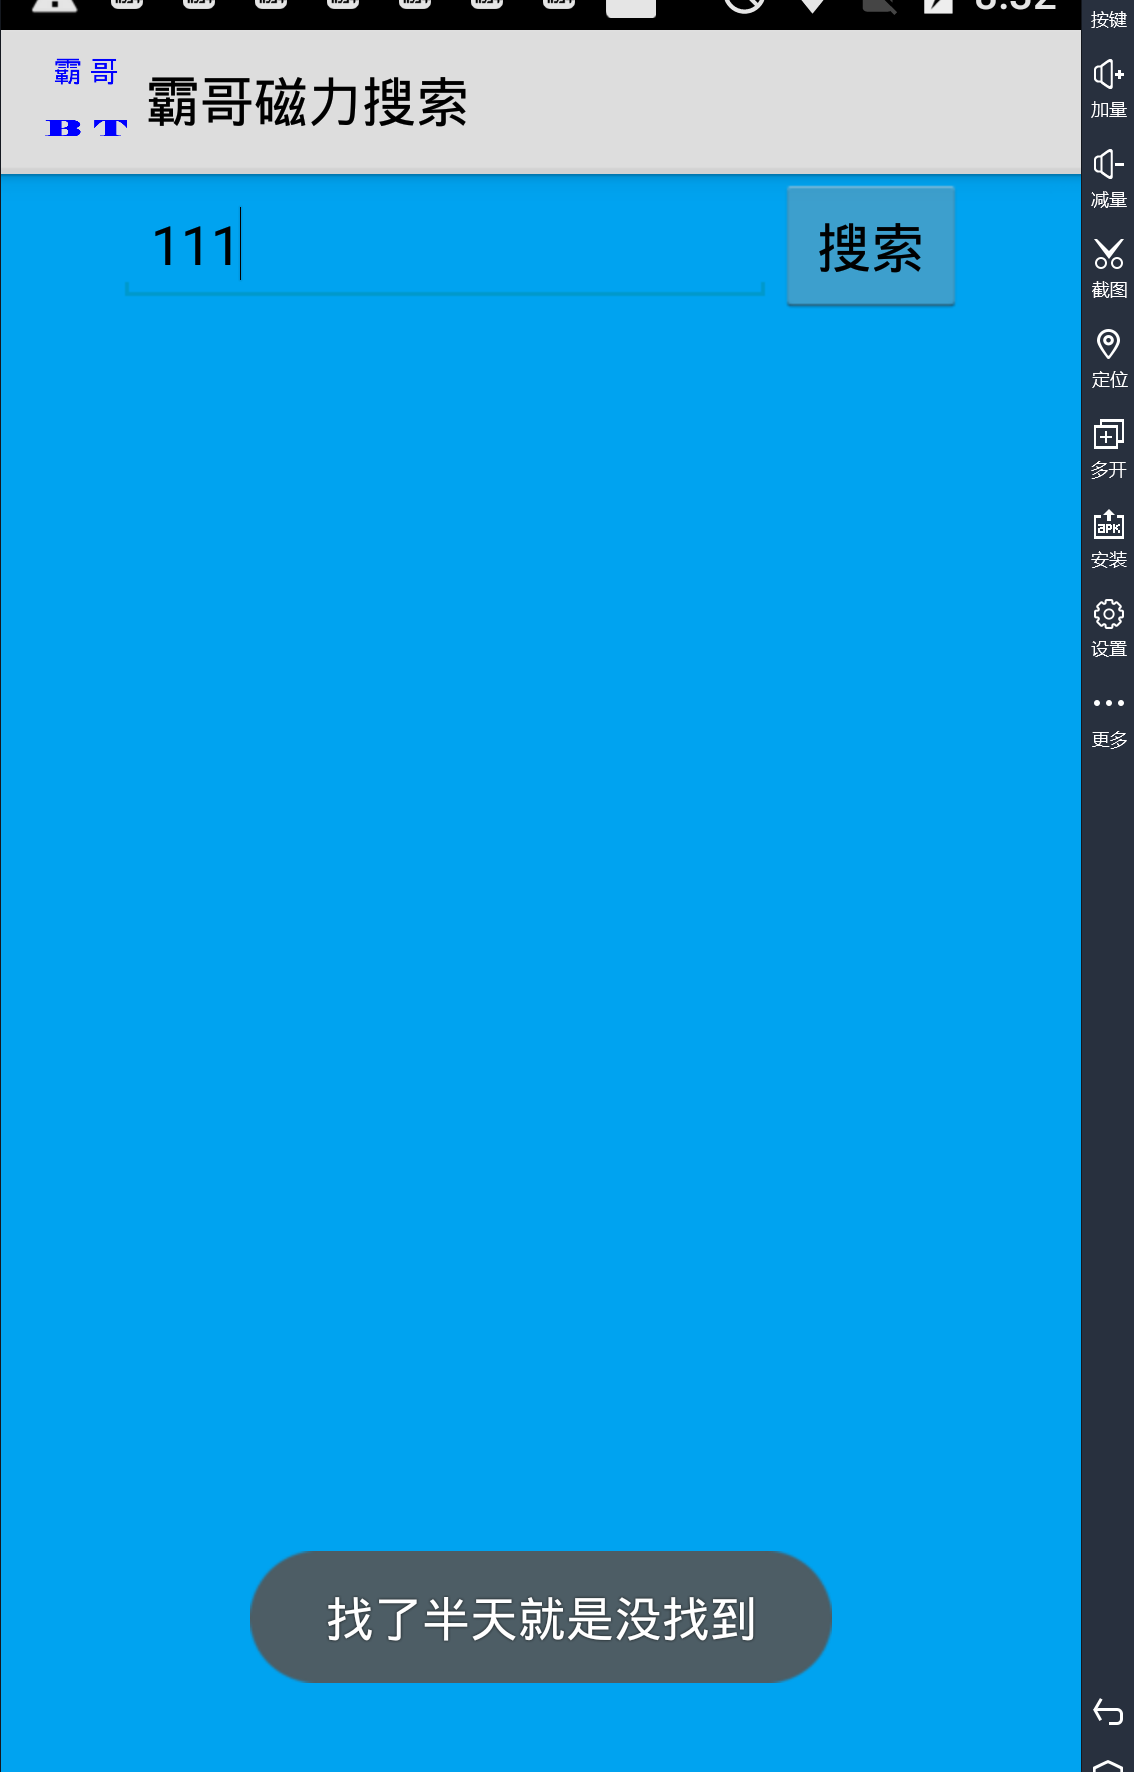 按键
霸哥
BT
霸哥磁力搜索
加量
111
搜索
减量
截图
定位
多开
APK
安装
设置
更多
找了半天就是没找到